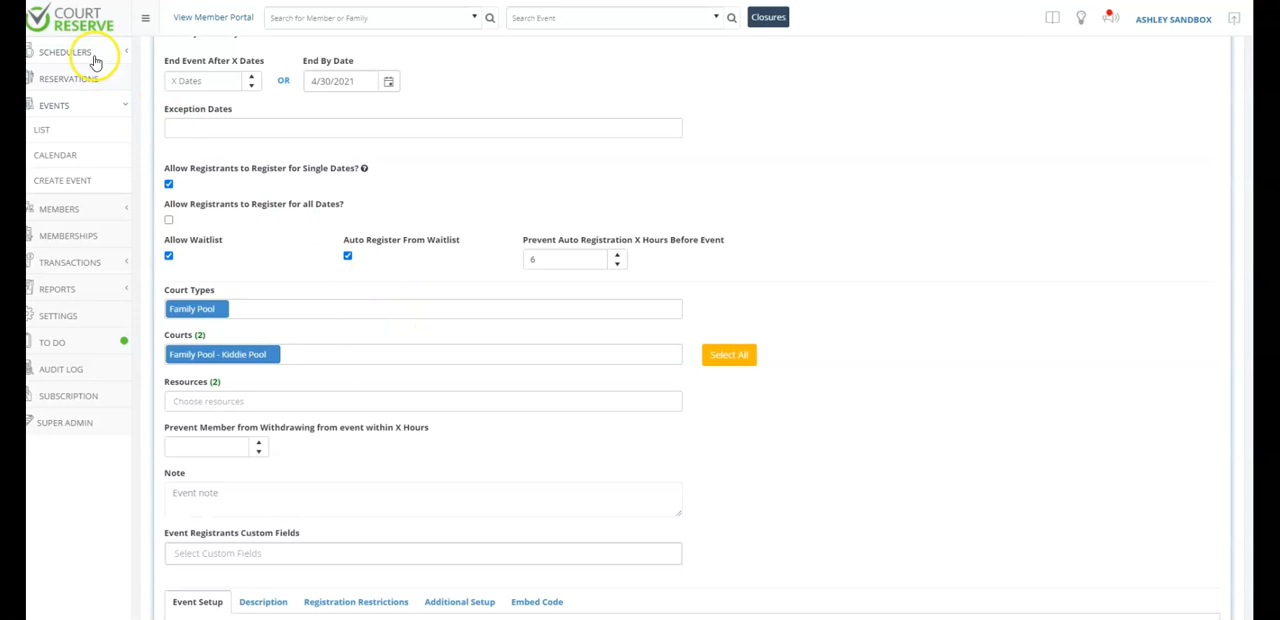 COURT
RESERVE
View Member Portal
Search for Member or Family
Search Event
Closures
ASHLEY SANDBOX
SCHEDULERS
RESERVATIONS
EVENTS
LIST
CALENDAR
CREATE EVENT
MEMBERS
MEMBERSHIPS
TRANSACTIONS
REPORTS
SETTINGS
TO DO
AUDIT LOG
SUBSCRIPTION
SUPER ADMIN
End Event After X Dates
End By Date
X Dates
OR
4/30/2021
Exception Dates
Allow Registrants to Register for Single Dates?
Allow Registrants to Register for all Dates?
Allow Waitlist
Auto Register From Waitlist
Prevent Auto Registration X Hours Before Event
6
Court Types
Family Pool
Courts (2)
Family Pool - Kiddie Pool
Select All
Resources (2)
Choose resources
Prevent Member from Withdrawing from event within X Hours
Note
Event note
Event Registrants Custom Fields
Select Custom Fields
Event Setup
Description
Registration Restrictions
Additional Setup
Embed Code